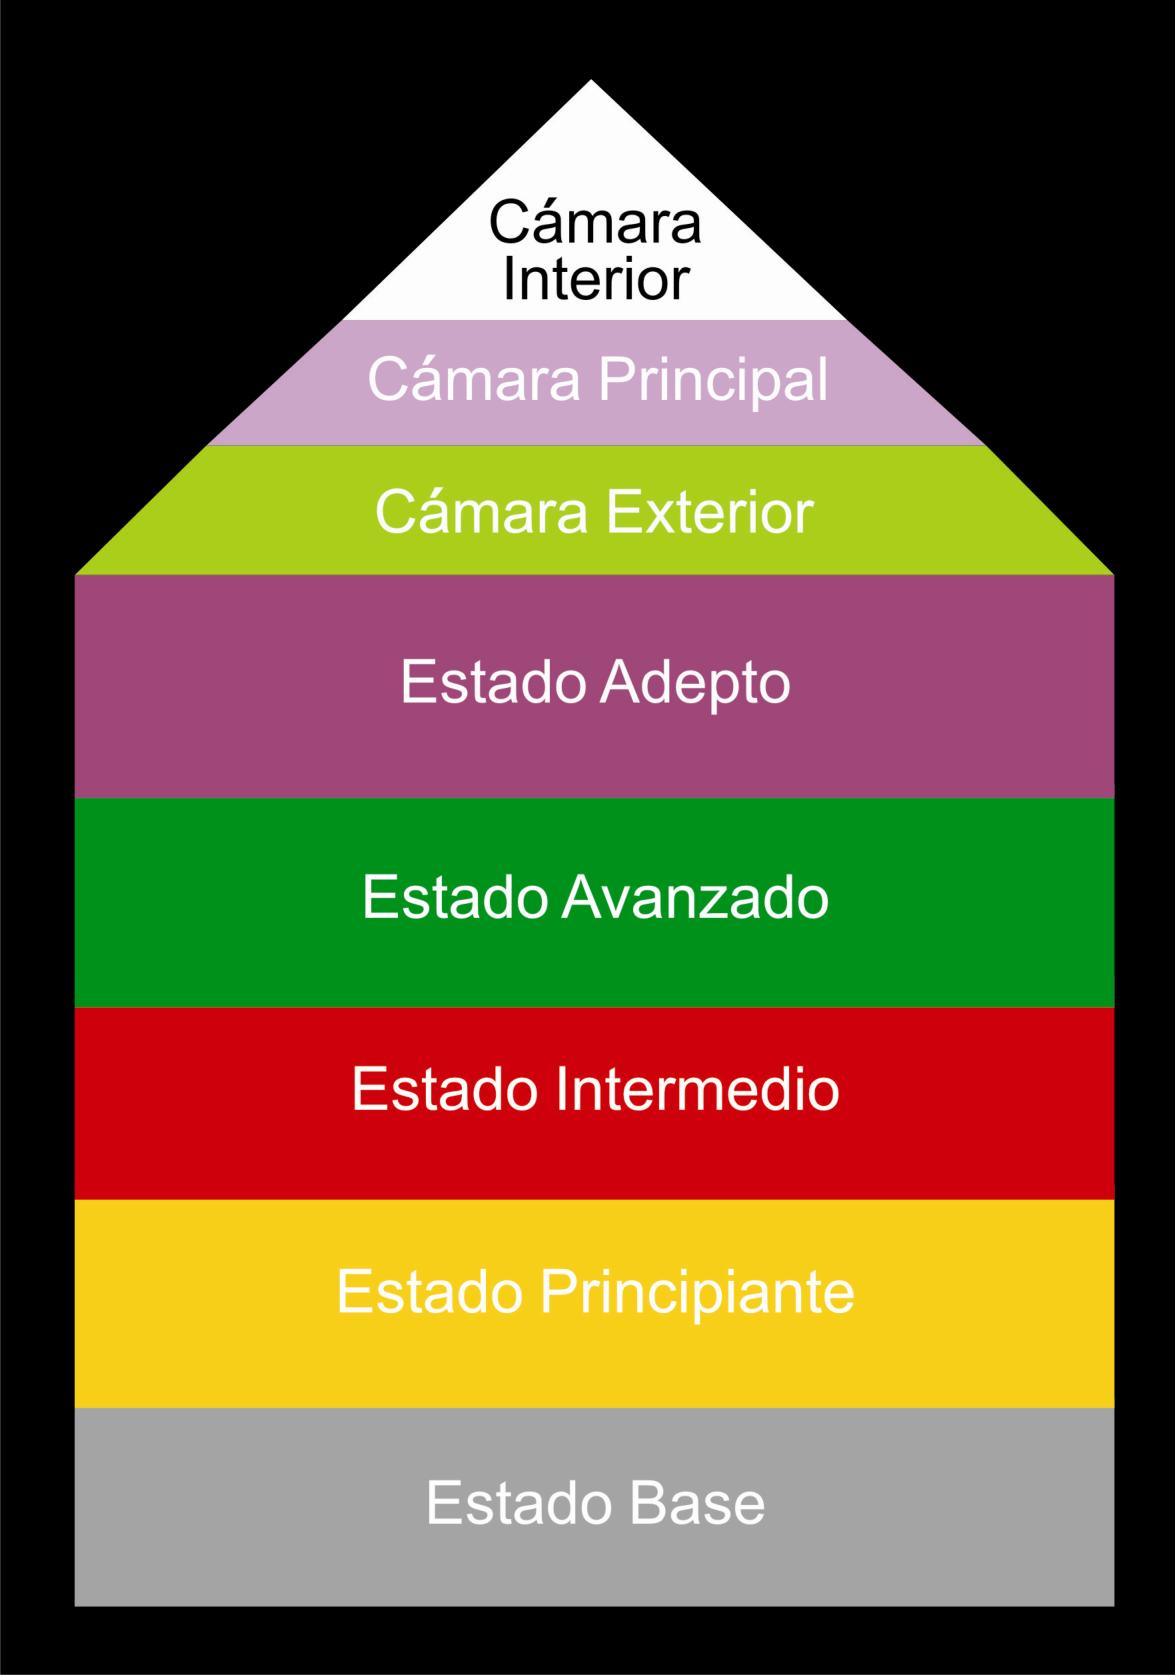 Cámara
Interior
Cámara Principal
Cámara Exterior
Estado Adepto
Estado Avanzado
Estado Intermedio
Estado Principiante
Estado Base